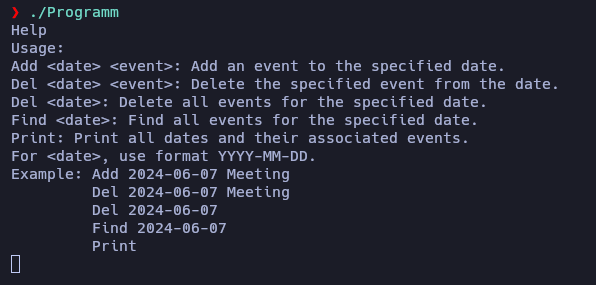 ❯ ./Programm
Help
Usage:
Add <date> <event>: Add an event to the specified date.
Del <date> <event>: Delete the specified event from the date.
Del <date>: Delete all events for the specified date.
Find <date>: Find all events for the specified date.
Print: Print all dates and their associated events.
For <date>, use format YYYY-MM-DD.
Example: Add 2024-06-07 Meeting
         Del 2024-06-07 Meeting
         Del 2024-06-07
         Find 2024-06-07
         Print